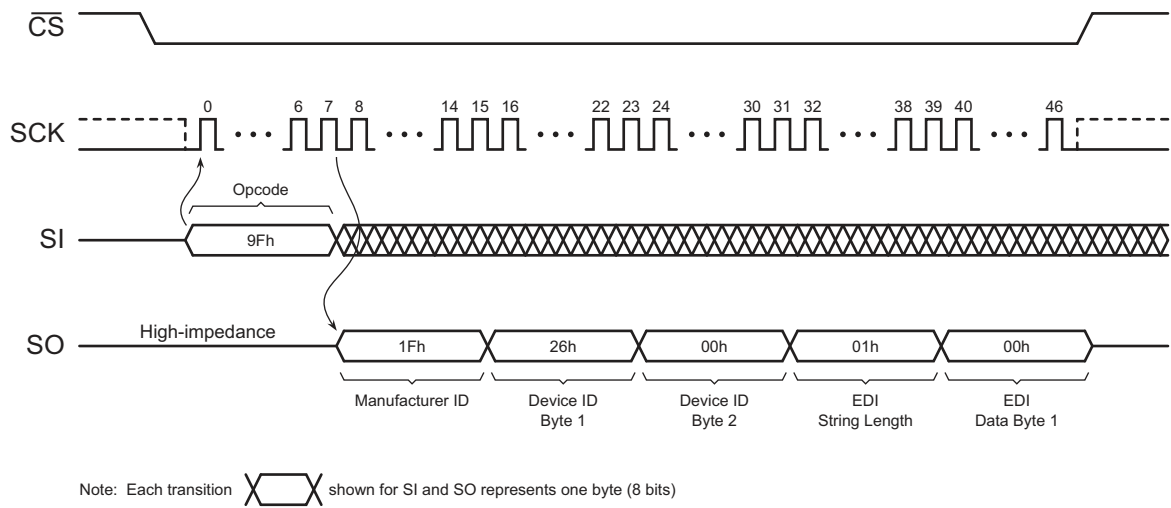 CS
0 6 7 8 14 15 16 22 23 24 30 31 32 38 39 40 46
SCK
Opcode
SI
9Fh
High-impedance
SO
1Fh 26h 00h 01h 00h
Manufacturer ID Device ID Device ID EDI EDI
Byte 1 Byte 2 String Length Data Byte 1
Note: Each transition shown for SI and SO represents one byte (8 bits)